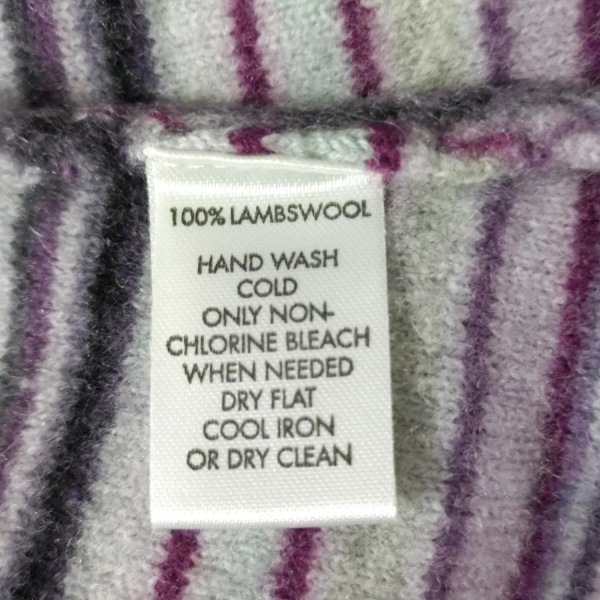 100% LAMBSWOOL
HAND WASH
COLD
ONLY NON-
CHLORINE BLEACH
WHEN NEEDED
DRY FLAT
COOL IRON
OR DRY CLEAN